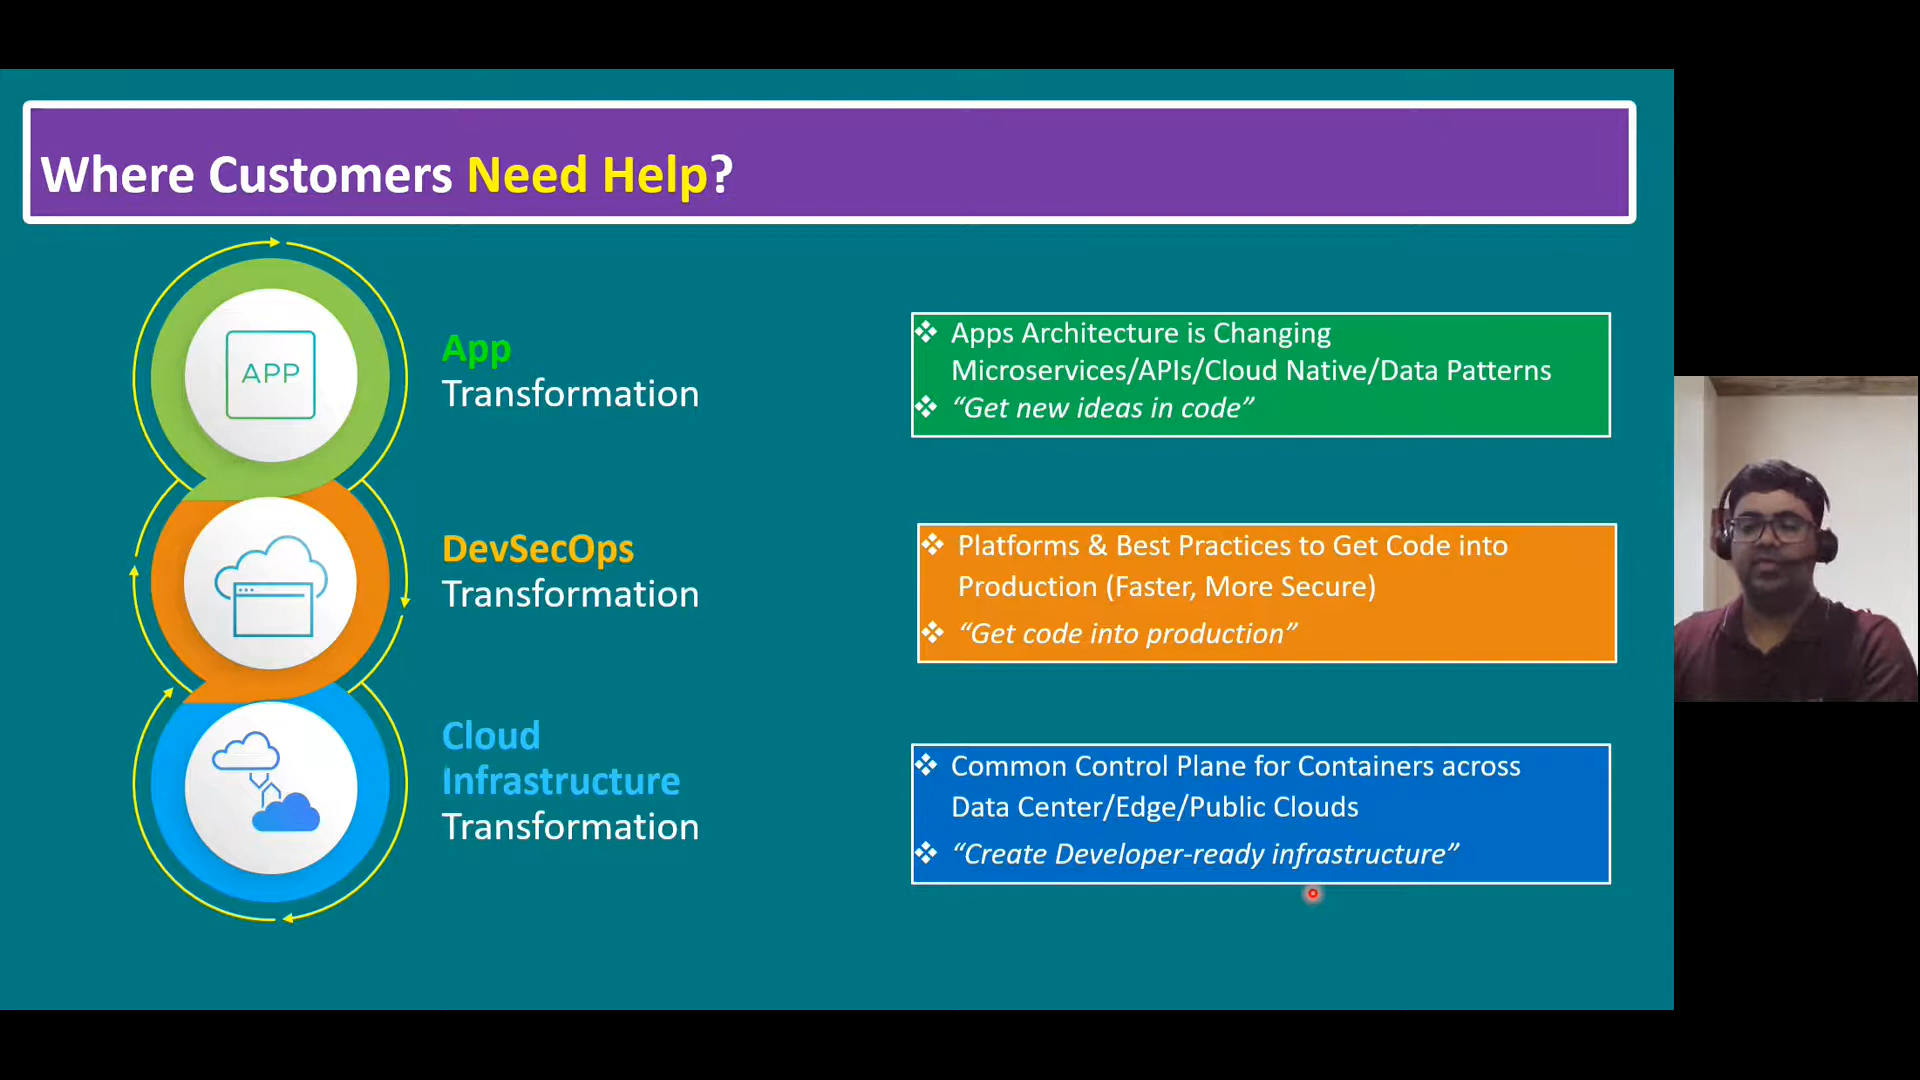 Where Customers Need Help?
APP
App
Transformation
❖ Apps Architecture is Changing
Microservices/APIs/Cloud Native/Data Patterns
❖ “Get new ideas in code”
DevSecOps
Transformation
❖ Platforms & Best Practices to Get Code into
Production (Faster, More Secure)
❖ “Get code into production”
Cloud
Infrastructure
Transformation
❖ Common Control Plane for Containers across
Data Center/Edge/Public Clouds
❖ “Create Developer-ready infrastructure”